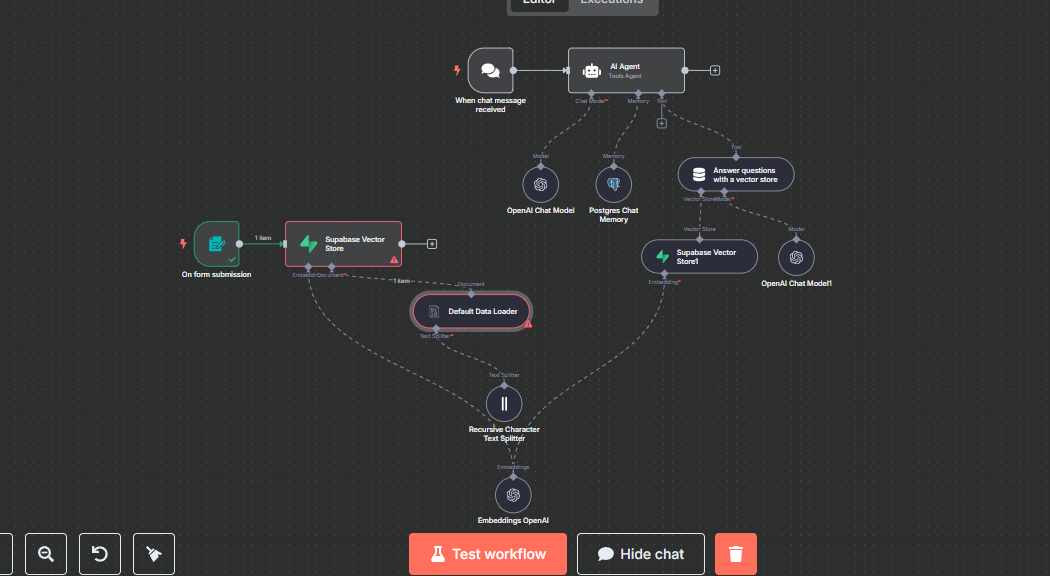 Editor
Executions
AI Agent
Tools Agent
When chat message
received
Chat Model*
Memory
Tool
Model
Memory
Tool
Answer questions
with a vector store
OpenAI Chat Model
Postgres Chat
Memory
Vector Store
Model*
Vector Store
Model
1 item
Supabase Vector
Store
Supabase Vector
Store1
On form submission
Document*
OpenAI Chat Model1
1 item
Document
Embedding*
Default Data Loader
Text Splitter*
Text Splitter
Recursive Character
Text Splitter
Embeddings
Embeddings OpenAI
Test workflow
Hide chat